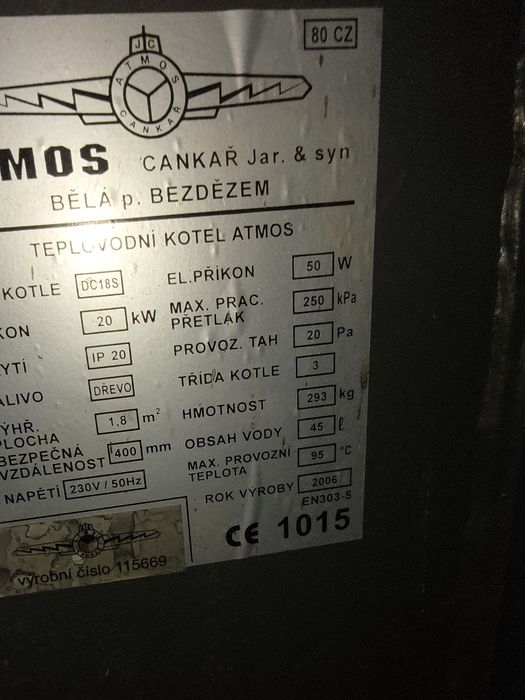 80 CZ
JC
ATMOS
CANKAŘ
MOS CANKAŘ Jar. & syn
BĚLÁ p. BEZDĚZEM
TEPLOVODNÍ KOTEL ATMOS
KOTLE DC18S
KON 20 kW
YTÍ IP 20
ALIVO DŘEVO
ÝHŘ.
PLOCHA 1,8 m²
BEZPEČNÁ
VZDÁLENOST 400 mm
NAPĚTÍ 230V / 50Hz
EL.PŘÍKON 50 W
MAX. PRAC.
PŘETLAK 250 kPa
PROVOZ. TAH 20 Pa
TŘÍDA KOTLE 3
HMOTNOST 293 kg
OBSAH VODY 45 ℓ
MAX. PROVOZNÍ
TEPLOTA 95 °C
ROK VÝROBY 2006
EN303-5
CE 1015
výrobní číslo 115669